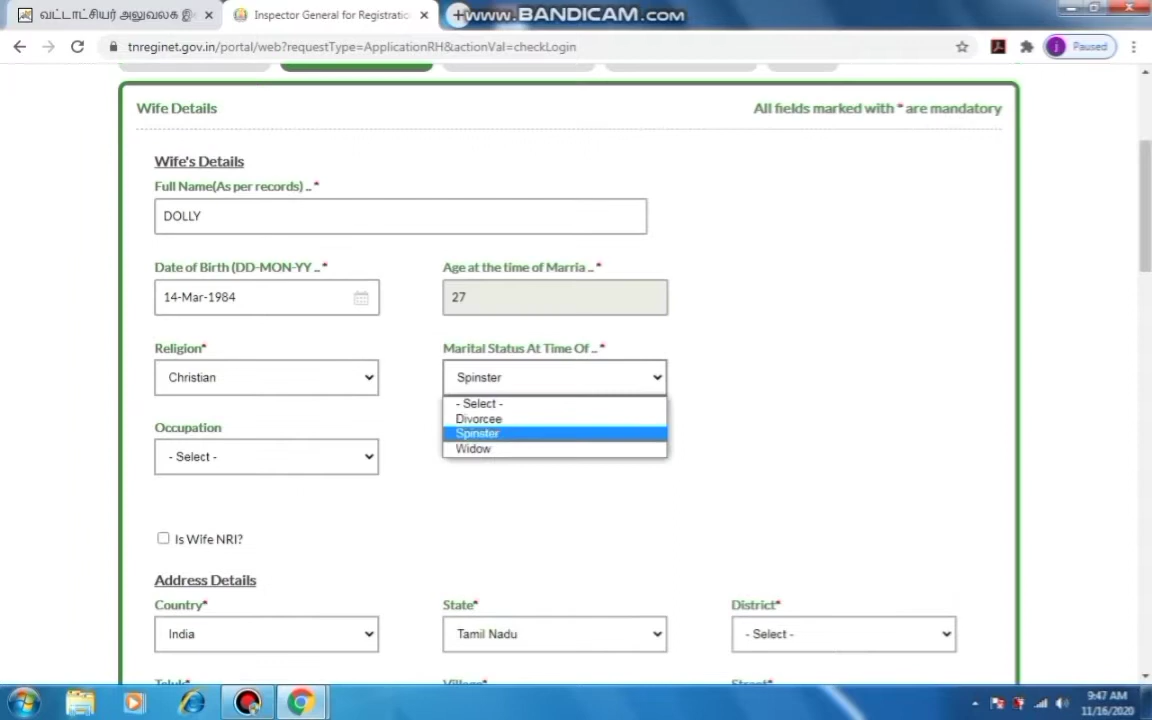 வட்டாட்சியர் அலுவலக இ
Inspector General for Registratio
www.BANDICAM.com
tnreginet.gov.in/portal/web?requestType=ApplicationRH&actionVal=checkLogin
j Paused
Wife Details
All fields marked with * are mandatory
Wife's Details
Full Name(As per records) .. *
DOLLY
Date of Birth (DD-MON-YY .. *
Age at the time of Marria .. *
14-Mar-1984
27
Religion*
Marital Status At Time Of .. *
Christian
Spinster
- Select -
Divorcee
Spinster
Widow
Occupation
- Select -
Is Wife NRI?
Address Details
Country*
State*
District*
India
Tamil Nadu
- Select -
Taluk*
Village*
Street*
9:47 AM
11/16/2020